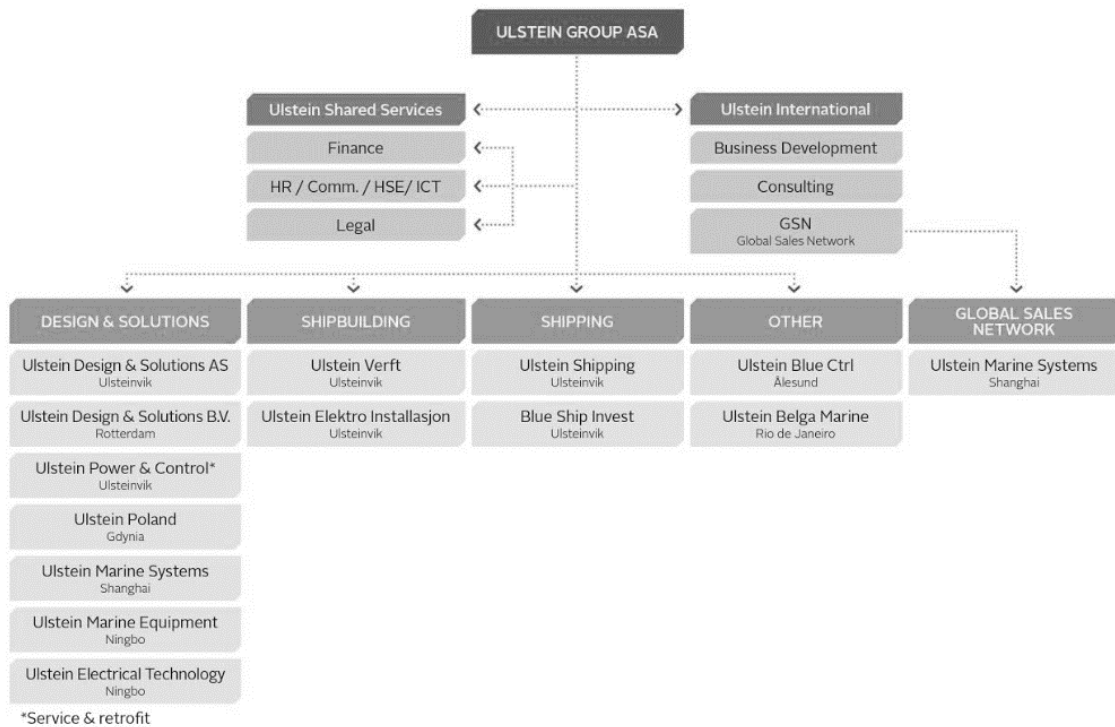 ULSTEIN GROUP ASA
Ulstein Shared Services
Finance
HR / Comm. / HSE/ ICT
Legal
Ulstein International
Business Development
Consulting
GSN
Global Sales Network
DESIGN & SOLUTIONS
Ulstein Design & Solutions AS
Ulsteinvik
Ulstein Design & Solutions B.V.
Rotterdam
Ulstein Power & Control*
Ulsteinvik
Ulstein Poland
Gdynia
Ulstein Marine Systems
Shanghai
Ulstein Marine Equipment
Ningbo
Ulstein Electrical Technology
Ningbo
*Service & retrofit
SHIPBUILDING
Ulstein Verft
Ulsteinvik
Ulstein Elektro Installasjon
Ulsteinvik
SHIPPING
Ulstein Shipping
Ulsteinvik
Blue Ship Invest
Ulsteinvik
OTHER
Ulstein Blue Ctrl
Ålesund
Ulstein Belga Marine
Rio de Janeiro
GLOBAL SALES
NETWORK
Ulstein Marine Systems
Shanghai